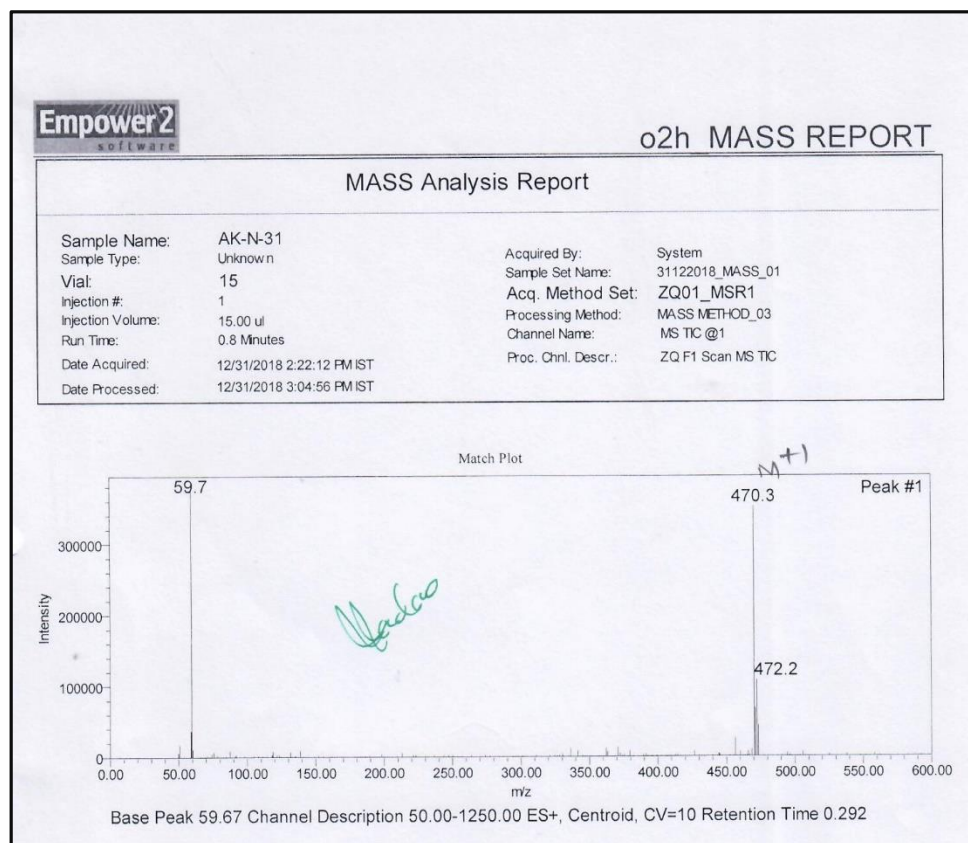 Empower2
software
o2h_MASS REPORT
MASS Analysis Report
Sample Name: AK-N-31
Sample Type: Unknown
Vial: 15
Injection #: 1
Injection Volume: 15.00 ul
Run Time: 0.8 Minutes
Date Acquired: 12/31/2018 2:22:12 PM IST
Date Processed: 12/31/2018 3:04:56 PM IST
Acquired By: System
Sample Set Name: 31122018_MASS_01
Acq. Method Set: ZQ01_MSR1
Processing Method: MASS METHOD_03
Channel Name: MS TIC @1
Proc. Chnl. Descr.: ZQ F1 Scan MS TIC
Match Plot
M+1
59.7
470.3
Peak #1
472.2
Intensity
300000
200000
100000
0
0.00 50.00 100.00 150.00 200.00 250.00 300.00 350.00 400.00 450.00 500.00 550.00 600.00
m/z
Base Peak 59.67 Channel Description 50.00-1250.00 ES+, Centroid, CV=10 Retention Time 0.292